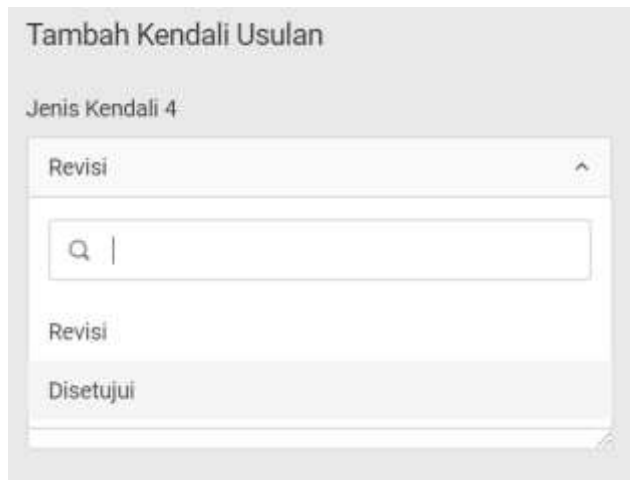 Tambah Kendali Usulan
Jenis Kendali 4
Revisi
Revisi
Disetujui